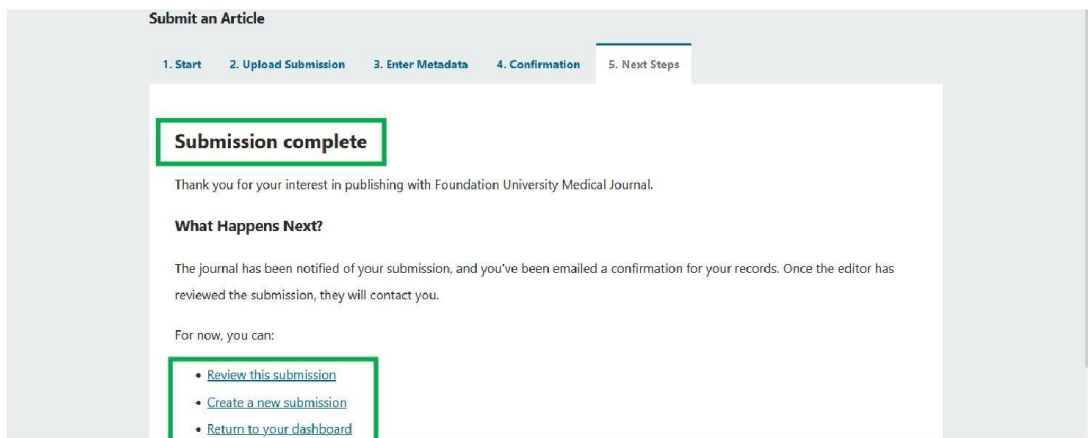 Submit an Article
1. Start 2. Upload Submission 3. Enter Metadata 4. Confirmation 5. Next Steps
Submission complete
Thank you for your interest in publishing with Foundation University Medical Journal.
What Happens Next?
The journal has been notified of your submission, and you've been emailed a confirmation for your records. Once the editor has
reviewed the submission, they will contact you.
For now, you can:
• Review this submission
• Create a new submission
• Return to your dashboard